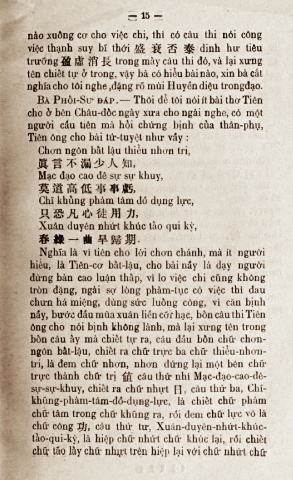 — 15 —
nào xuống cơ cho việc chi, thì có câu thi nói công
việc thạnh suy bĩ thới 盛衰否泰 dinh hư tiêu
trưởng 盈虛消長 trong mấy câu thi đó, và lại xưng
tên chiết tự ở trong, vậy bà có hiểu bài nào, xin bà cắt
nghĩa cho tôi nghe, đặng rõ mùi Huyền diệu trong đạo.
BÀ PHỐI-SƯ ĐÁP. — Thôi để tôi nói ít bài thơ Tiên
cho ở bên Châu-đốc ngày xưa cho ngài nghe, có một
người cầu tiên mà hỏi chứng bịnh của thân-phụ,
Tiên ông cho bài tứ-tuyệt như vầy :
Chơn ngôn bất lậu thiểu nhơn tri,
眞言不漏少人知,
Mạc đạo cao đê sự sự khuy,
莫道高低事事虧,
Chỉ khủng phàm tâm đồ dụng lực,
只恐凡心徒用力,
Xuân duyên nhứt khúc tảo qui kỳ,
春緣一曲早歸期.
Nghĩa là vì tiên cho lời chơn chánh, mà ít người
hiểu, là Tiên-cơ bất-lậu, cho bài nầy là dạy người
đừng bàn cao luận thấp, vì lo việc chi cũng không
tròn đặng, ngài sợ lòng phàm-tục có việc thì đau
chưn há miệng, dùng sức luống công, vì căn bịnh
nầy, bước đầu mùa xuân liền cỡi hạc, bốn câu thi Tiên
ông cho nói bịnh không lành, mà lại xưng tên trong
bốn câu ấy mà chiết tự ra, câu đầu bốn chữ chơn-
ngôn bất-lậu, chiết ra chữ trực ba chữ thiểu-nhơn-
tri, là đem chữ nhơn, nhơn đứng lại một bên chữ
trực thành chữ trị 値 câu thứ nhì Mạc-đạo-cao-đê-
sự-sự-khuy, chiết ra chữ nhựt 日, câu thứ ba, Chỉ-
khủng-phàm-tâm-đồ-dụng-lực, là chiết chữ phàm
chữ tâm trong chữ khủng ra, rồi đem chữ lực vô là
chữ công 功, câu thứ tư, Xuân-duyên-nhứt-khúc-
tảo-qui-kỳ, là hiệp chữ nhứt chữ khúc lại, rồi chiết
chữ tảo lấy chữ nhựt trên hiệp lại với chữ nhứt chữ